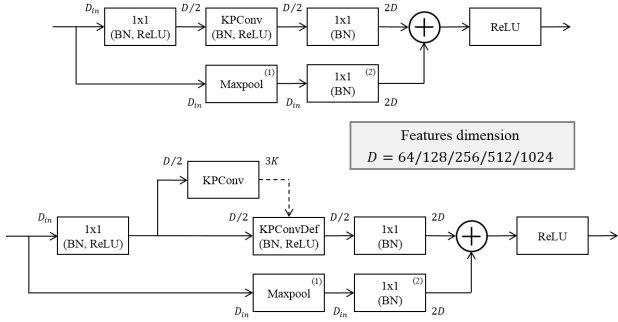 D_in
1x1
(BN, ReLU)
D/2
KPConv
(BN, ReLU)
D/2
1x1
(BN)
2D
+
ReLU
D_in
Maxpool
(1)
D_in
1x1
(BN)
(2)
2D
Features dimension
D = 64/128/256/512/1024
D/2
KPConv
3K
D_in
1x1
(BN, ReLU)
D/2
KPConvDef
(BN, ReLU)
D/2
1x1
(BN)
2D
+
ReLU
D_in
Maxpool
(1)
D_in
1x1
(BN)
(2)
2D